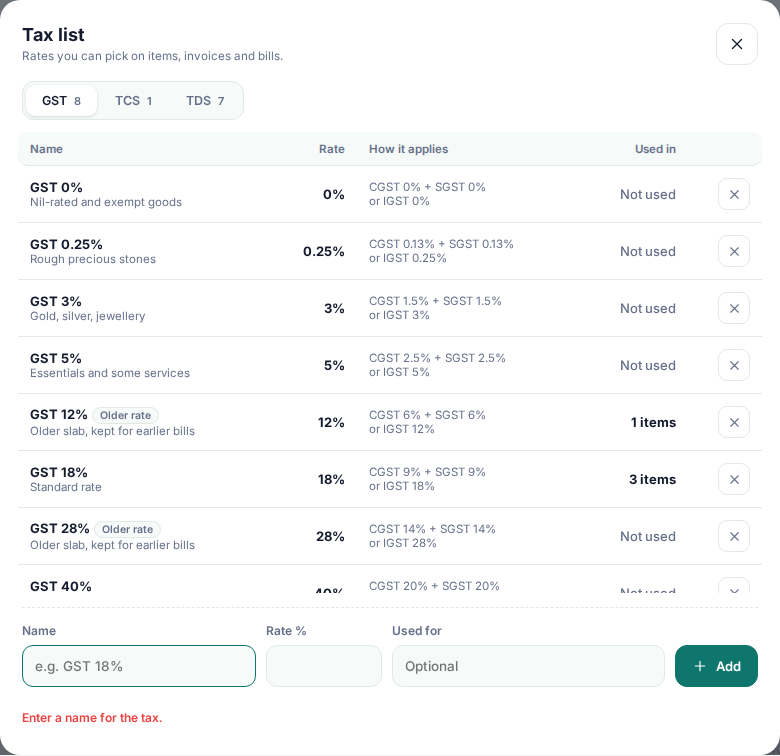 Tax list
Rates you can pick on items, invoices and bills.
GST 8 TCS 1 TDS 7
Name Rate How it applies Used in
GST 0% 0% CGST 0% + SGST 0% Not used
Nil-rated and exempt goods or IGST 0%
GST 0.25% 0.25% CGST 0.13% + SGST 0.13% Not used
Rough precious stones or IGST 0.25%
GST 3% 3% CGST 1.5% + SGST 1.5% Not used
Gold, silver, jewellery or IGST 3%
GST 5% 5% CGST 2.5% + SGST 2.5% Not used
Essentials and some services or IGST 5%
GST 12% Older rate 12% CGST 6% + SGST 6% 1 items
Older slab, kept for earlier bills or IGST 12%
GST 18% 18% CGST 9% + SGST 9% 3 items
Standard rate or IGST 18%
GST 28% Older rate 28% CGST 14% + SGST 14% Not used
Older slab, kept for earlier bills or IGST 28%
GST 40% 40% CGST 20% + SGST 20% Not used
Name Rate % Used for
e.g. GST 18% Optional Add
Enter a name for the tax.